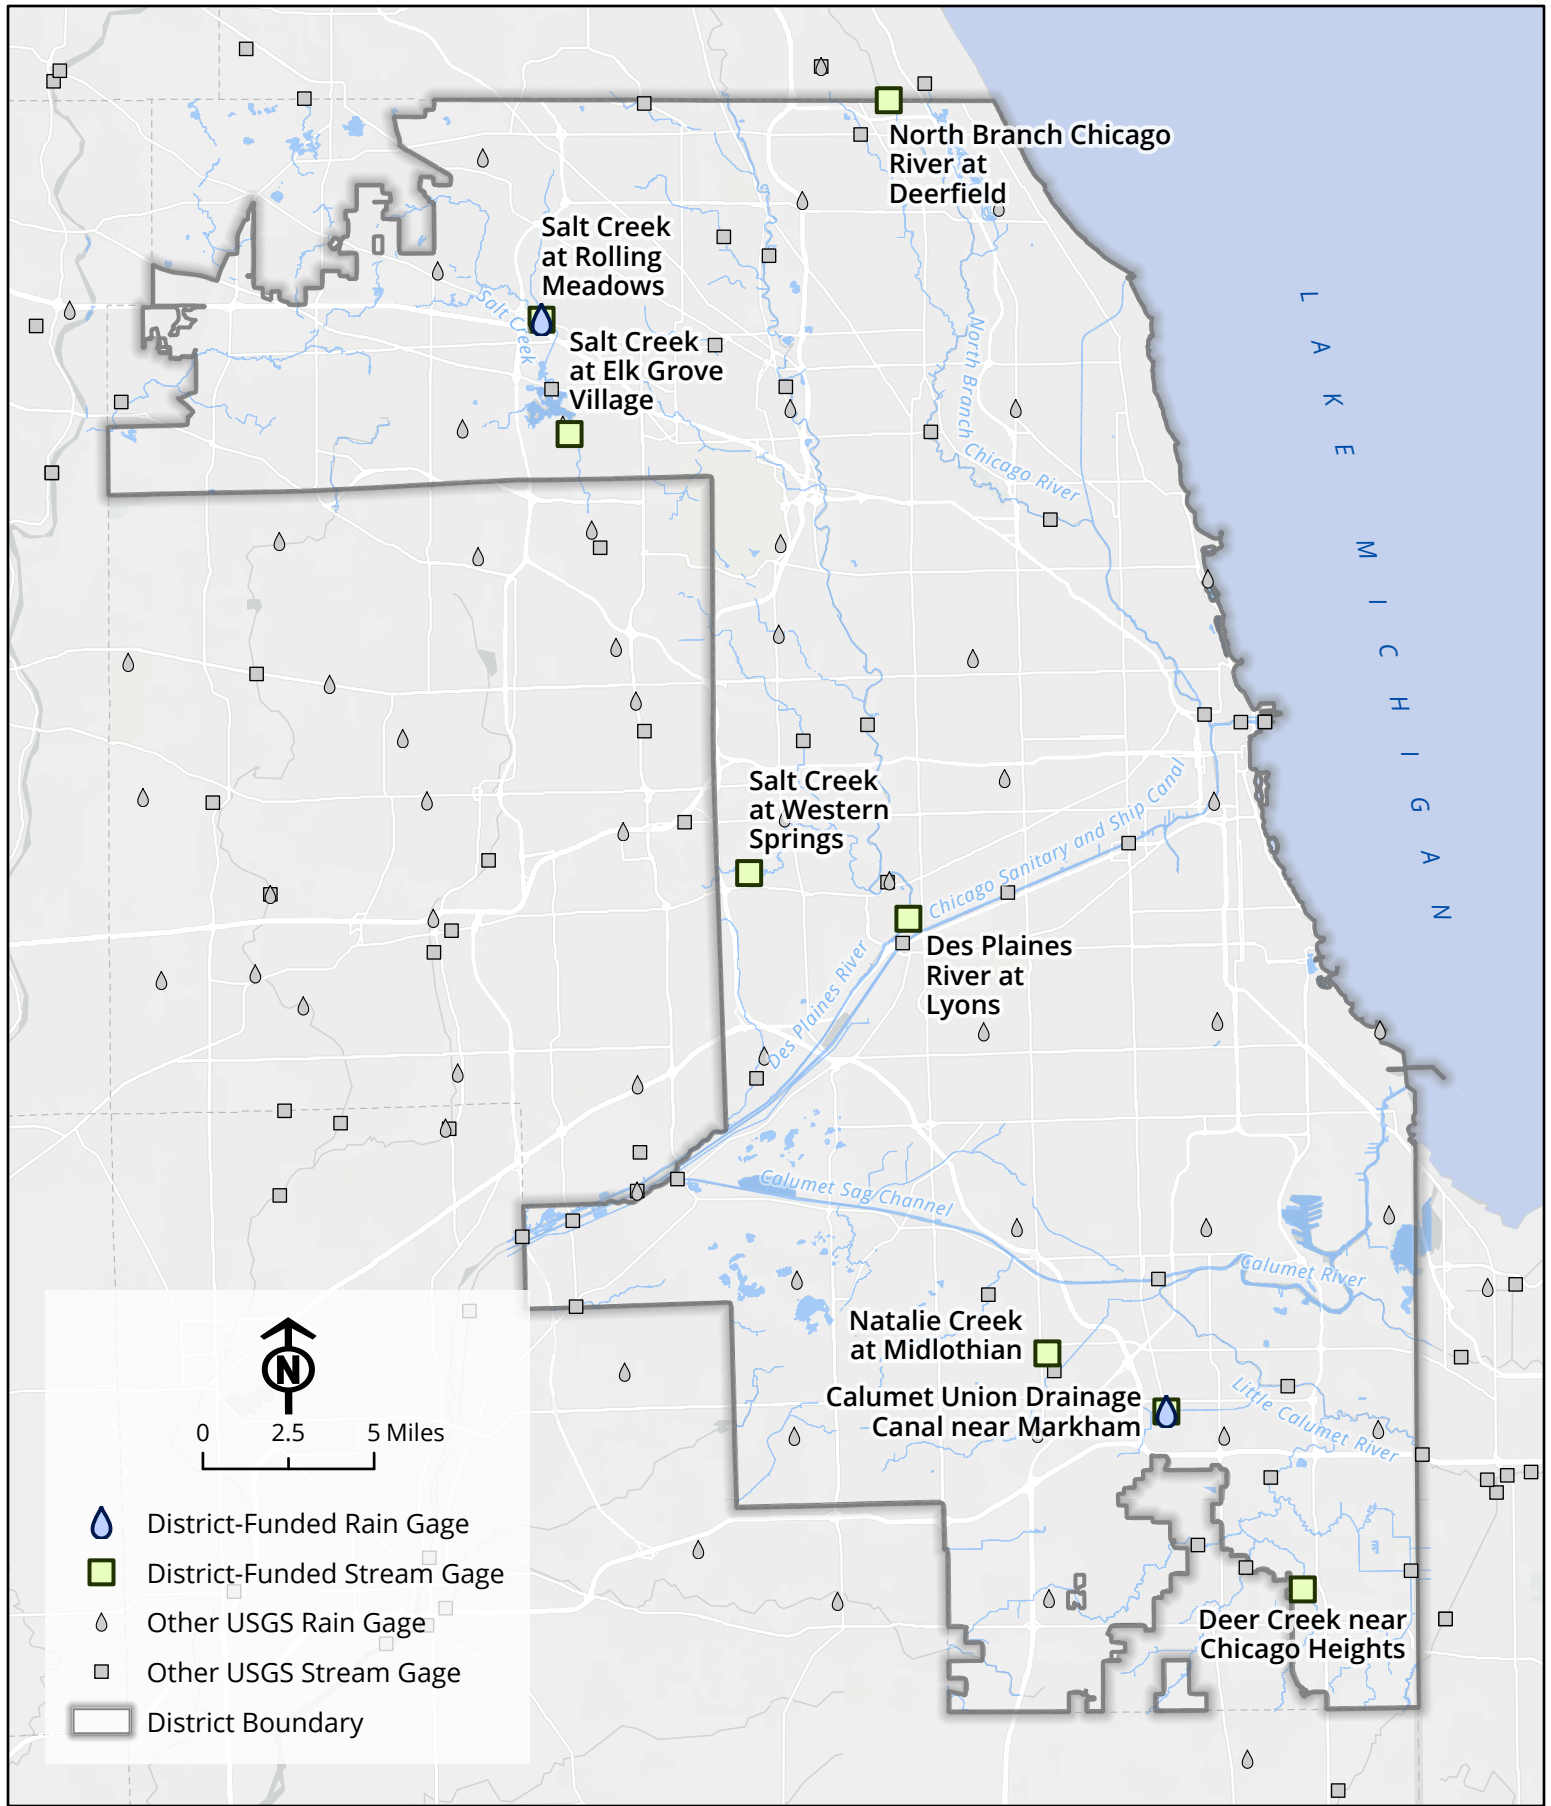 North Branch Chicago
River at
Deerfield
Salt Creek
at Rolling
Meadows
Salt Creek
Salt Creek
at Elk Grove
Village
North Branch
Chicago River
LAKE MICHIGAN
Salt Creek
at Western
Springs
Chicago Sanitary and Ship Canal
Des Plaines River
Des Plaines
River at
Lyons
Calumet Sag Channel
Calumet River
Natalie Creek
at Midlothian
Calumet Union Drainage
Canal near Markham
Little Calumet River
Deer Creek near
Chicago Heights
N
0 2.5 5 Miles
District-Funded Rain Gage
District-Funded Stream Gage
Other USGS Rain Gage
Other USGS Stream Gage
District Boundary